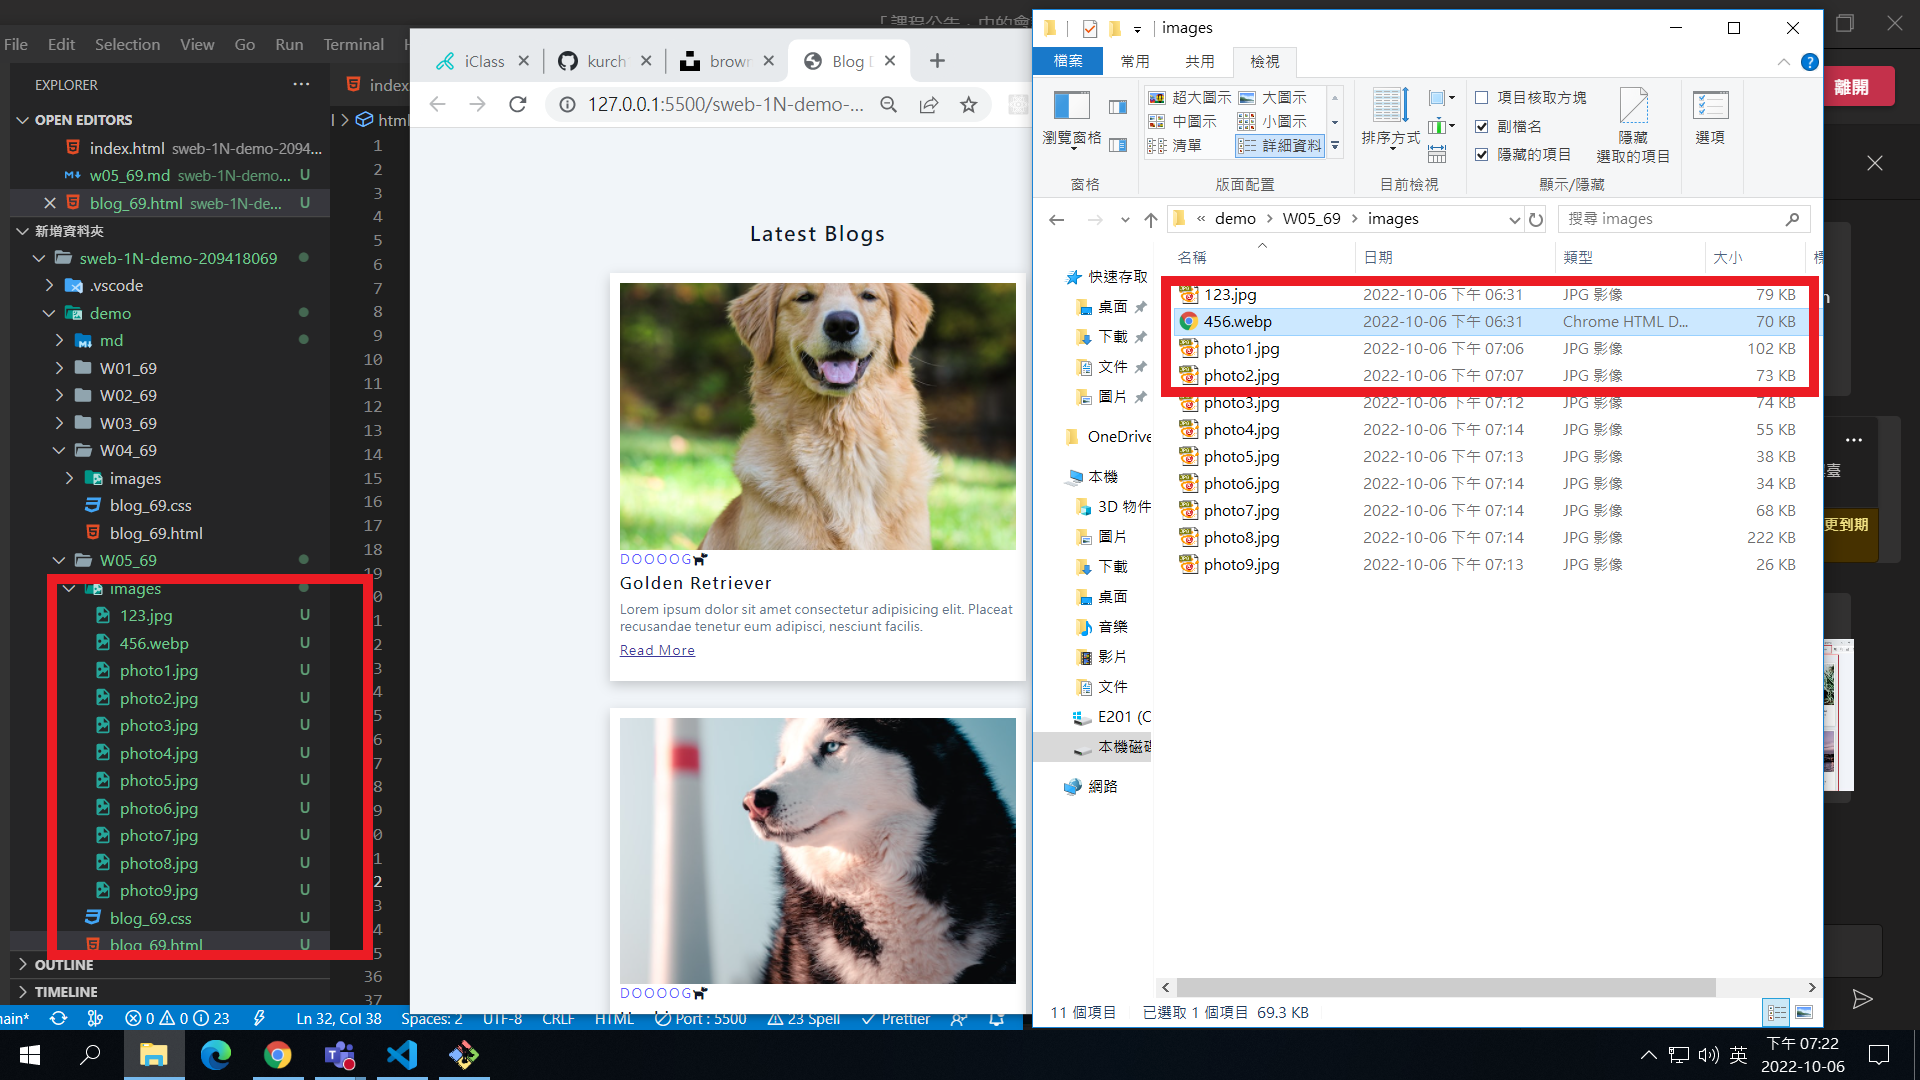 File Edit Selection View Go Run Terminal
EXPLORER
OPEN EDITORS
index.html sweb-1N-demo-2094...
w05_69.md sweb-1N-demo... U
blog_69.html sweb-1N-de... U
新增資料夾
sweb-1N-demo-209418069
.vscode
demo
md
W01_69
W02_69
W03_69
W04_69
images
blog_69.css
blog_69.html
W05_69
images
123.jpg U
456.webp U
photo1.jpg U
photo2.jpg U
photo3.jpg U
photo4.jpg U
photo5.jpg U
photo6.jpg U
photo7.jpg U
photo8.jpg U
photo9.jpg U
blog_69.css U
blog_69.html U
OUTLINE
TIMELINE
index
html
1
2
3
4
5
6
7
8
9
10
11
12
13
14
15
16
17
18
19
36
37
iClass
kurch
brown
Blog D
127.0.0.1:5500/sweb-1N-demo-...
Latest Blogs
DOOOOG
Golden Retriever
Lorem ipsum dolor sit amet consectetur adipisicing elit. Placeat
recusandae tenetur eum adipisci, nesciunt facilis.
Read More
DOOOOG
images
檔案 常用 共用 檢視
瀏覽窗格
超大圖示 大圖示
中圖示 小圖示
清單 詳細資料
排序方式
項目核取方塊
副檔名
隱藏的項目
隱藏
選取的項目
選項
窗格 版面配置 目前檢視 顯示/隱藏
« demo > W05_69 > images
搜尋 images
名稱 日期 類型 大小
快速存取
桌面
下載
文件
圖片
OneDrive
本機
3D 物件
圖片
下載
桌面
音樂
影片
文件
E201 (C
本機磁碟
網路
123.jpg 2022-10-06 下午 06:31 JPG 影像 79 KB
456.webp 2022-10-06 下午 06:31 Chrome HTML D... 70 KB
photo1.jpg 2022-10-06 下午 07:06 JPG 影像 102 KB
photo2.jpg 2022-10-06 下午 07:07 JPG 影像 73 KB
photo3.jpg 2022-10-06 下午 07:12 JPG 影像 74 KB
photo4.jpg 2022-10-06 下午 07:14 JPG 影像 55 KB
photo5.jpg 2022-10-06 下午 07:13 JPG 影像 38 KB
photo6.jpg 2022-10-06 下午 07:14 JPG 影像 34 KB
photo7.jpg 2022-10-06 下午 07:14 JPG 影像 68 KB
photo8.jpg 2022-10-06 下午 07:14 JPG 影像 222 KB
photo9.jpg 2022-10-06 下午 07:13 JPG 影像 26 KB
11 個項目 已選取 1 個項目 69.3 KB
離開
更到期
main* 0 0 23 Ln 32, Col 38 Spaces: 2 UTF-8 CRLF HTML Port : 5500 23 Spell Prettier
英
下午 07:22
2022-10-06